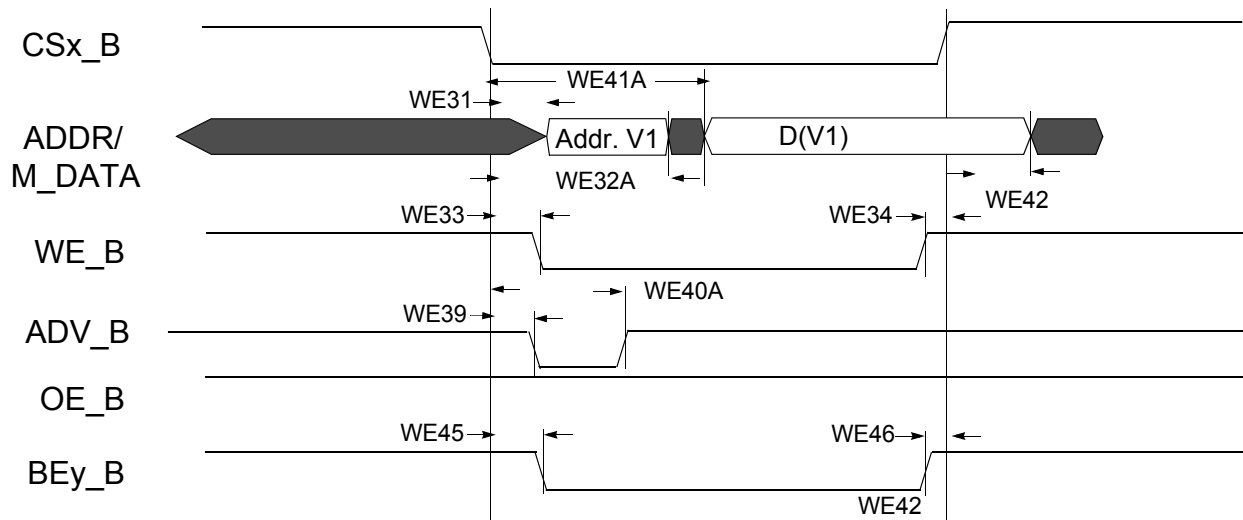 CSx_B
WE41A
WE31
ADDR/
M_DATA
Addr. V1
D(V1)
WE32A
WE42
WE33
WE34
WE_B
WE40A
WE39
ADV_B
OE_B
WE45
WE46
BEy_B
WE42